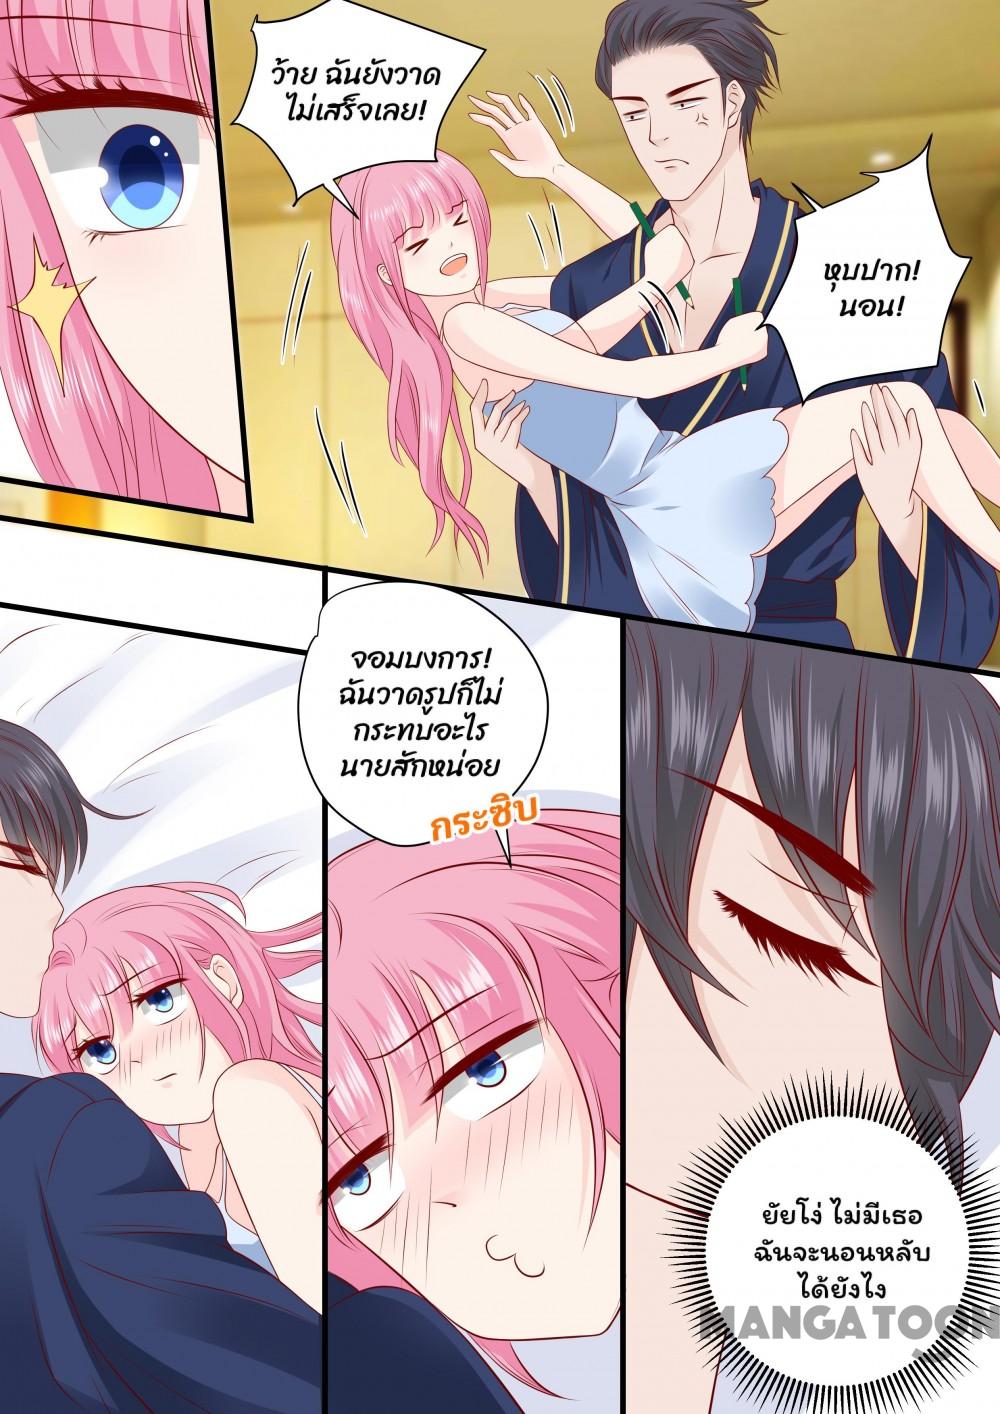 ว้าย ฉันยังวาด
ไม่เสร็จเลย!
หุบปาก!
นอน!
จอมบงการ!
ฉันวาดรูปก็ไม่
กระทบอะไร
นายสักหน่อย
กระซิบ
ยัยโง่ ไม่มีเธอ
ฉันจะนอนหลับ
ได้ยังไง
MANGATOON